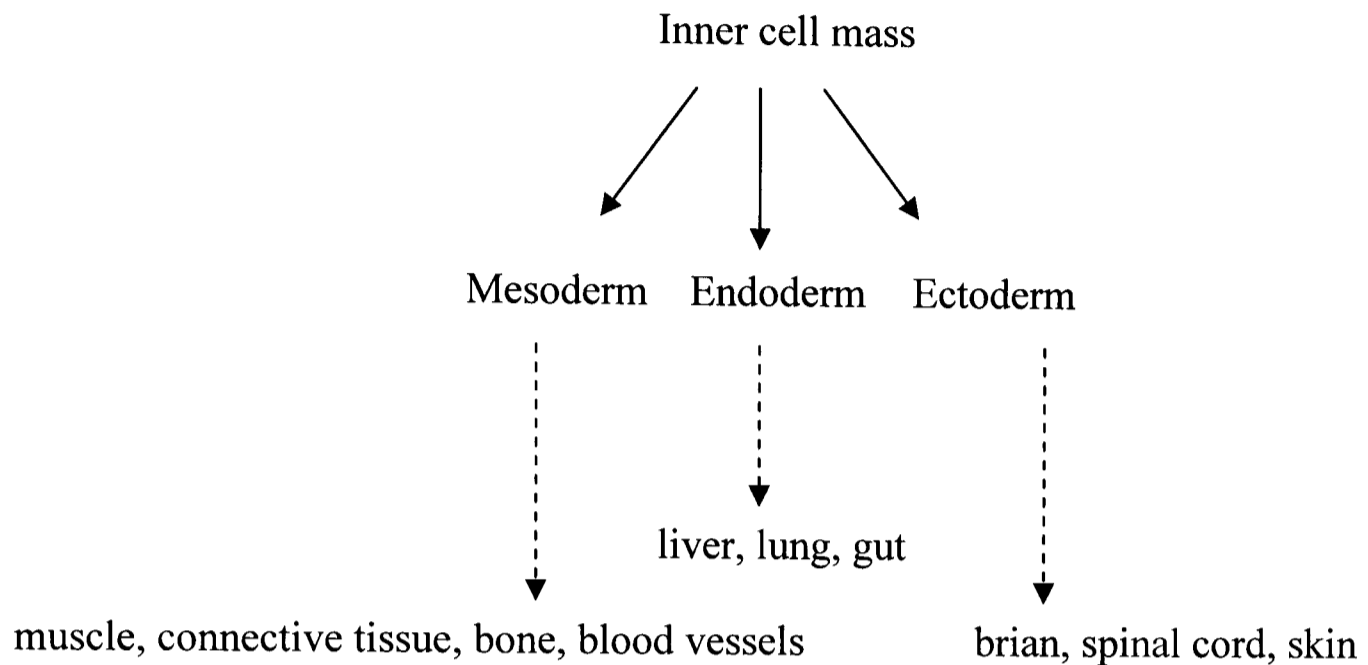 Inner cell mass
Mesoderm Endoderm Ectoderm
liver, lung, gut
muscle, connective tissue, bone, blood vessels
brian, spinal cord, skin